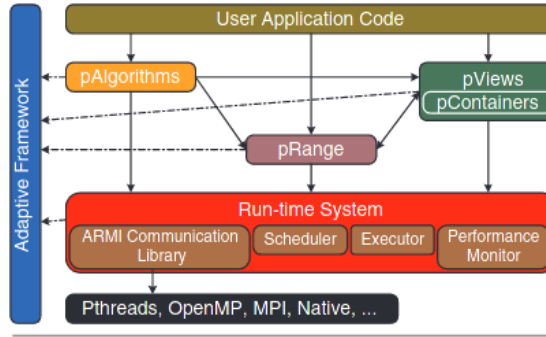 User Application Code
Adaptive Framework
pAlgorithms
pViews
pContainers
pRange
Run-time System
ARMI Communication
Library
Scheduler
Executor
Performance
Monitor
Pthreads, OpenMP, MPI, Native, ...